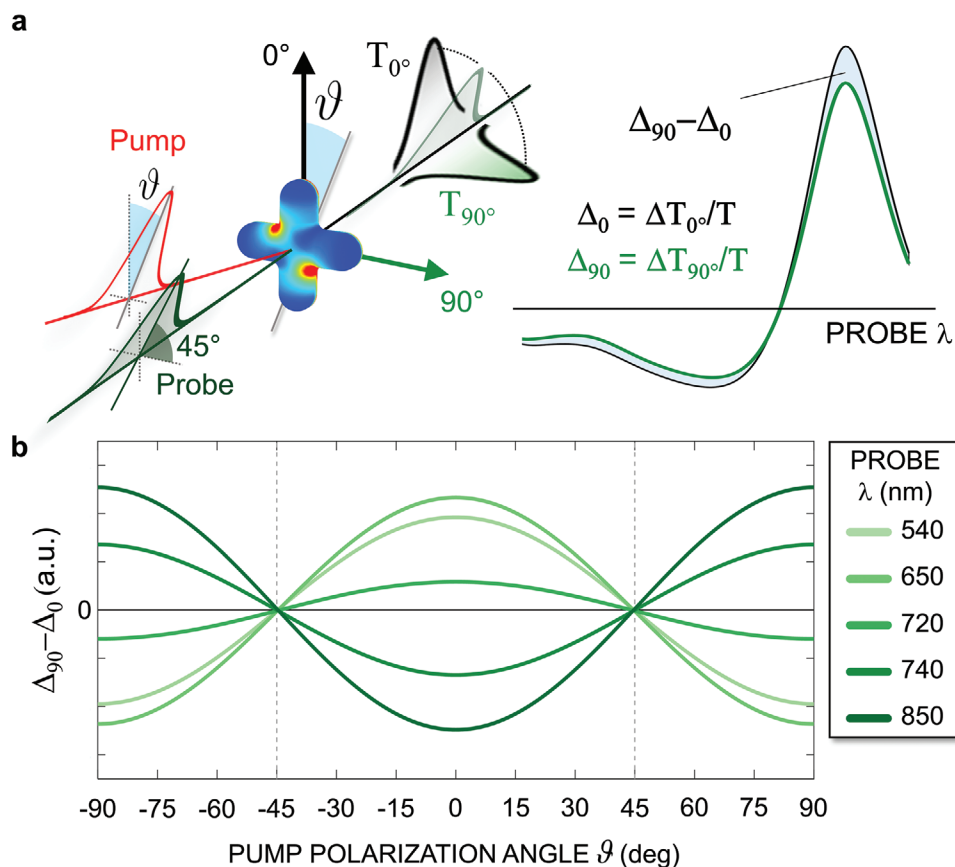 a
0°
ϑ
T0°
Pump
ϑ
T90°
90°
45°
Probe
Δ90−Δ0
Δ0 = ΔT0°/T
Δ90 = ΔT90°/T
PROBE λ
b
Δ90−Δ0 (a.u.)
0
-90 -75 -60 -45 -30 -15 0 15 30 45 60 75 90
PUMP POLARIZATION ANGLE ϑ (deg)
PROBE
λ (nm)
540
650
720
740
850